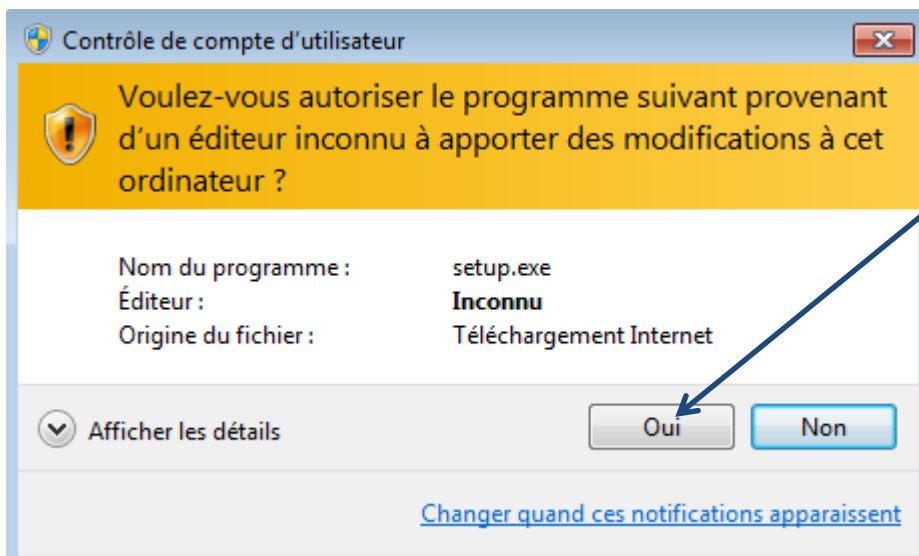 Contrôle de compte d'utilisateur
Voulez-vous autoriser le programme suivant provenant
d'un éditeur inconnu à apporter des modifications à cet
ordinateur ?
Nom du programme : setup.exe
Éditeur : Inconnu
Origine du fichier : Téléchargement Internet
Afficher les détails Oui Non
Changer quand ces notifications apparaissent